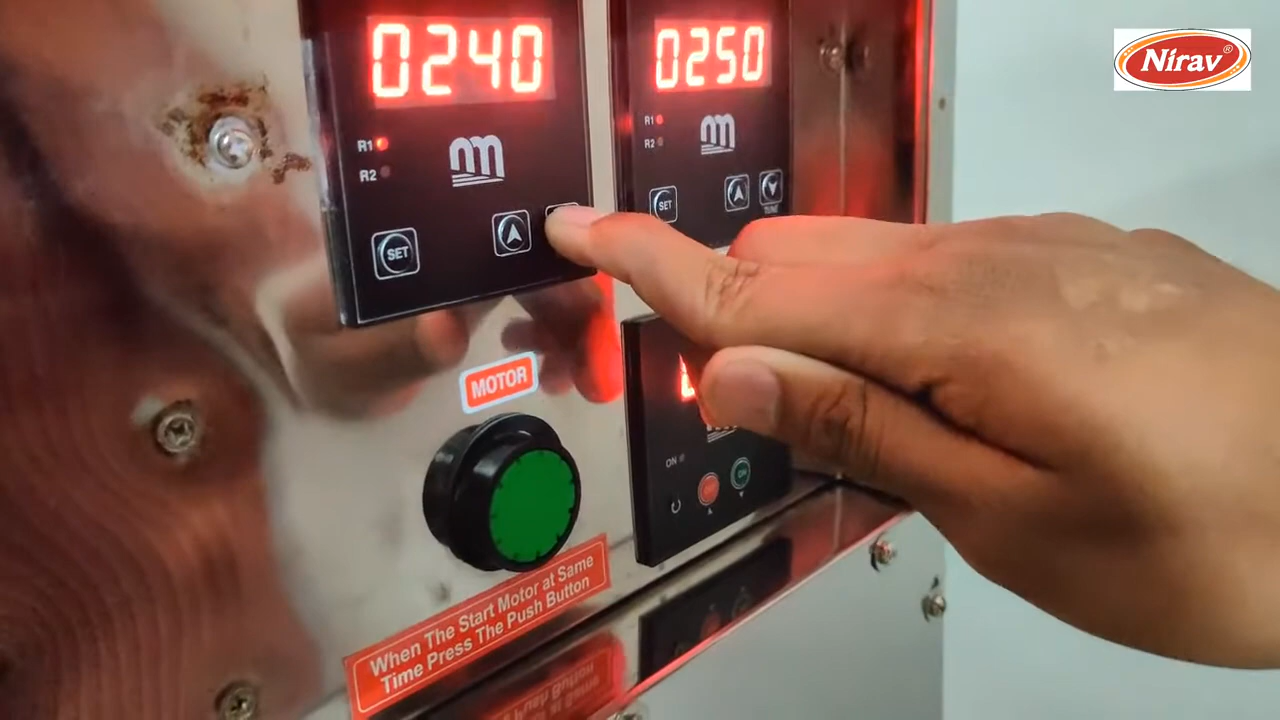 0240
0250
Nirav®
R1
R2
SET
R1
R2
SET
TUNE
MOTOR
ON
ON
When The Start Motor at Same
Time Press The Push Button